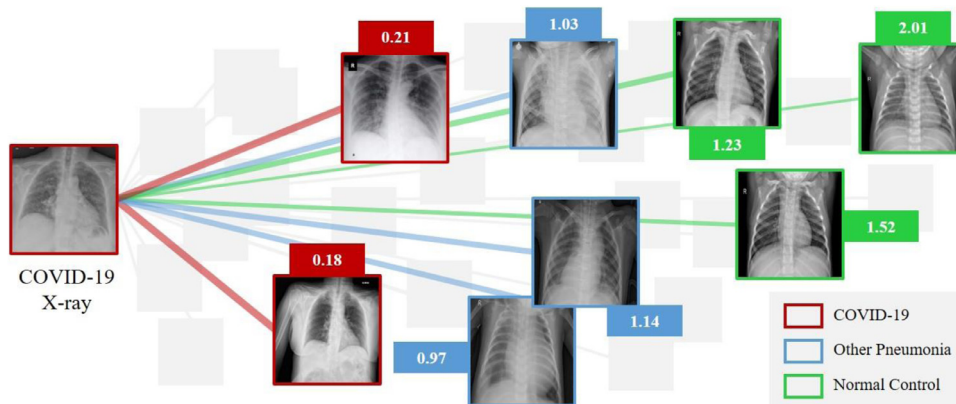 0.21
1.03
2.01
1.23
COVID-19
X-ray
0.18
1.52
0.97
1.14
COVID-19
Other Pneumonia
Normal Control